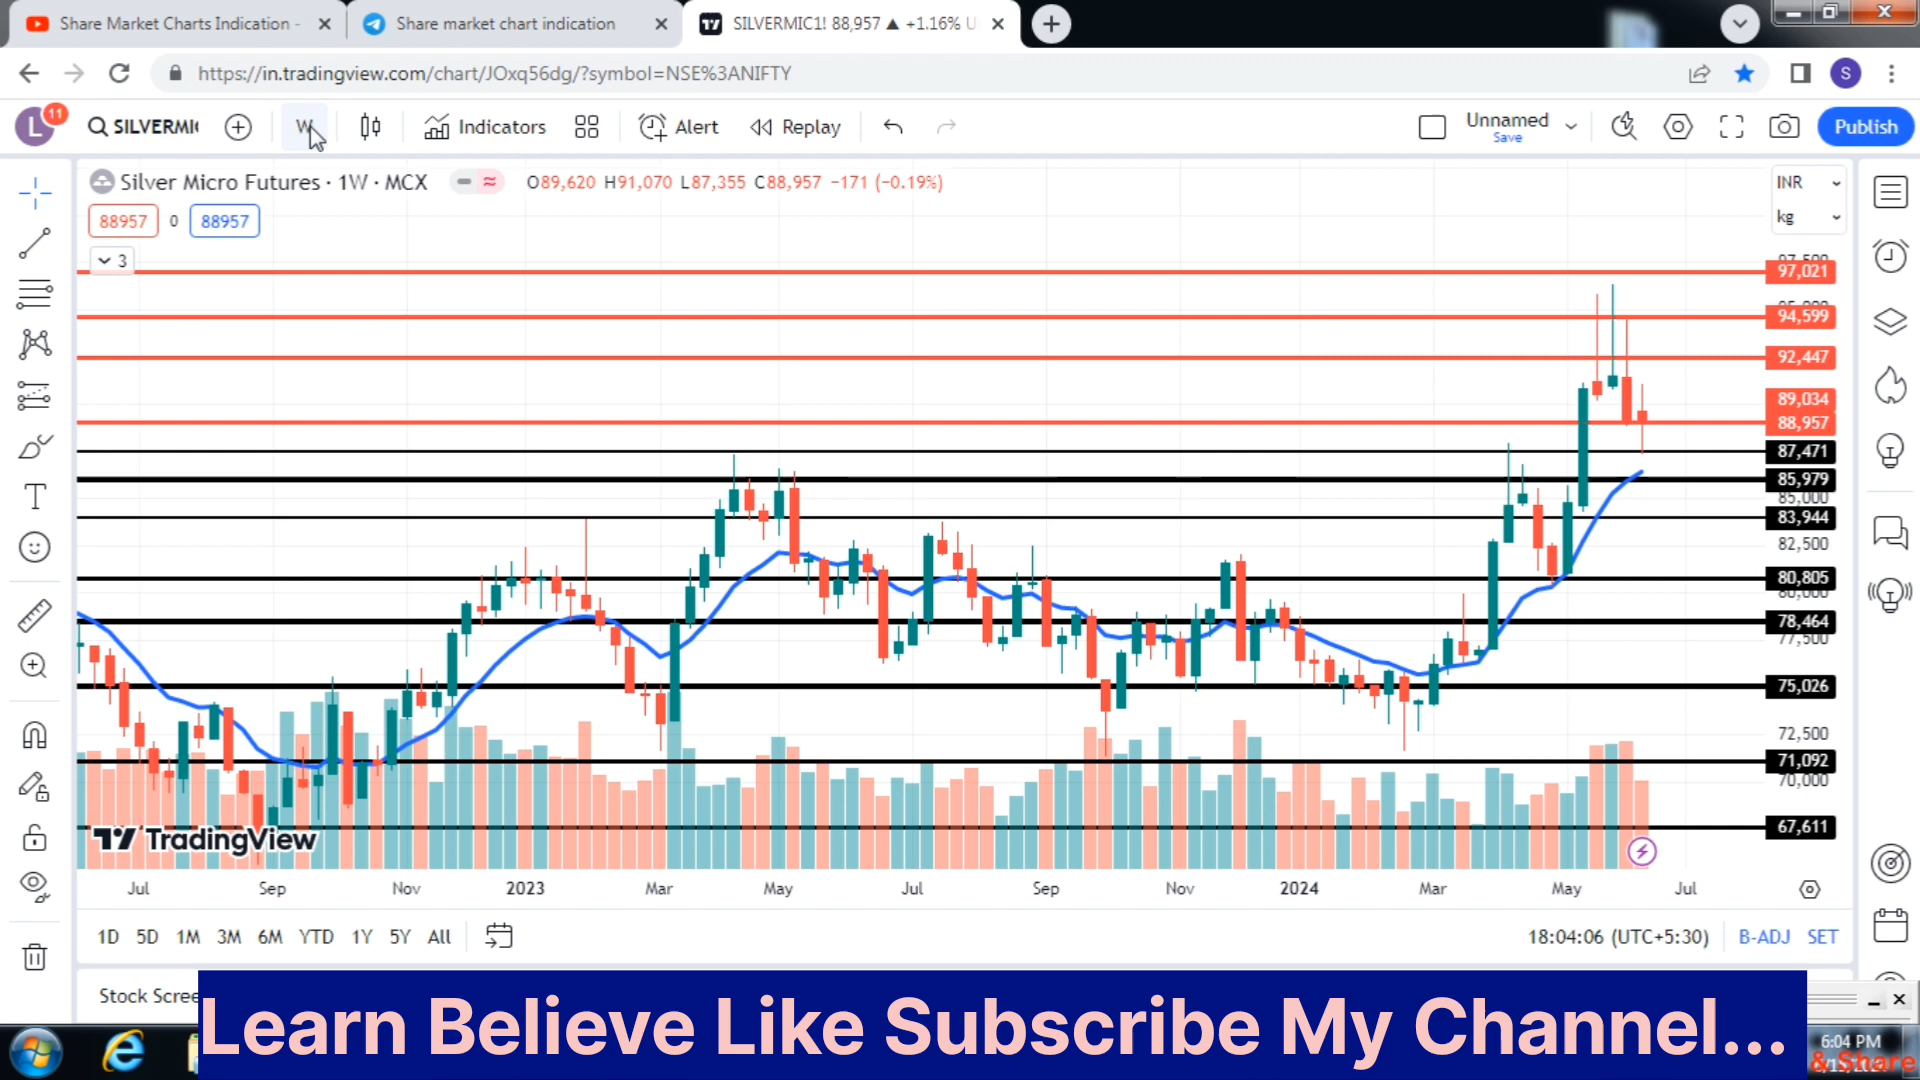 Share Market Charts Indication -
Share market chart indication
SILVERMIC1! 88,957 ▲ +1.16% U
https://in.tradingview.com/chart/JOxq56dg/?symbol=NSE%3ANIFTY
S
L
11
SILVERMI
W
Indicators
Alert
Replay
Unnamed
Save
Publish
Silver Micro Futures · 1W · MCX
O89,620 H91,070 L87,355 C88,957 −171 (−0.19%)
INR
kg
88957
0
88957
3
97,021
94,599
92,447
89,034
88,957
87,471
85,979
85,000
83,944
82,500
80,805
80,000
78,464
77,500
75,026
72,500
71,092
70,000
67,611
TradingView
Jul Sep Nov 2023 Mar May Jul Sep Nov 2024 Mar May Jul
1D 5D 1M 3M 6M YTD 1Y 5Y All
18:04:06 (UTC+5:30)
B-ADJ
SET
Stock Scree
Learn Believe Like Subscribe My Channel...
6:04 PM
& Share